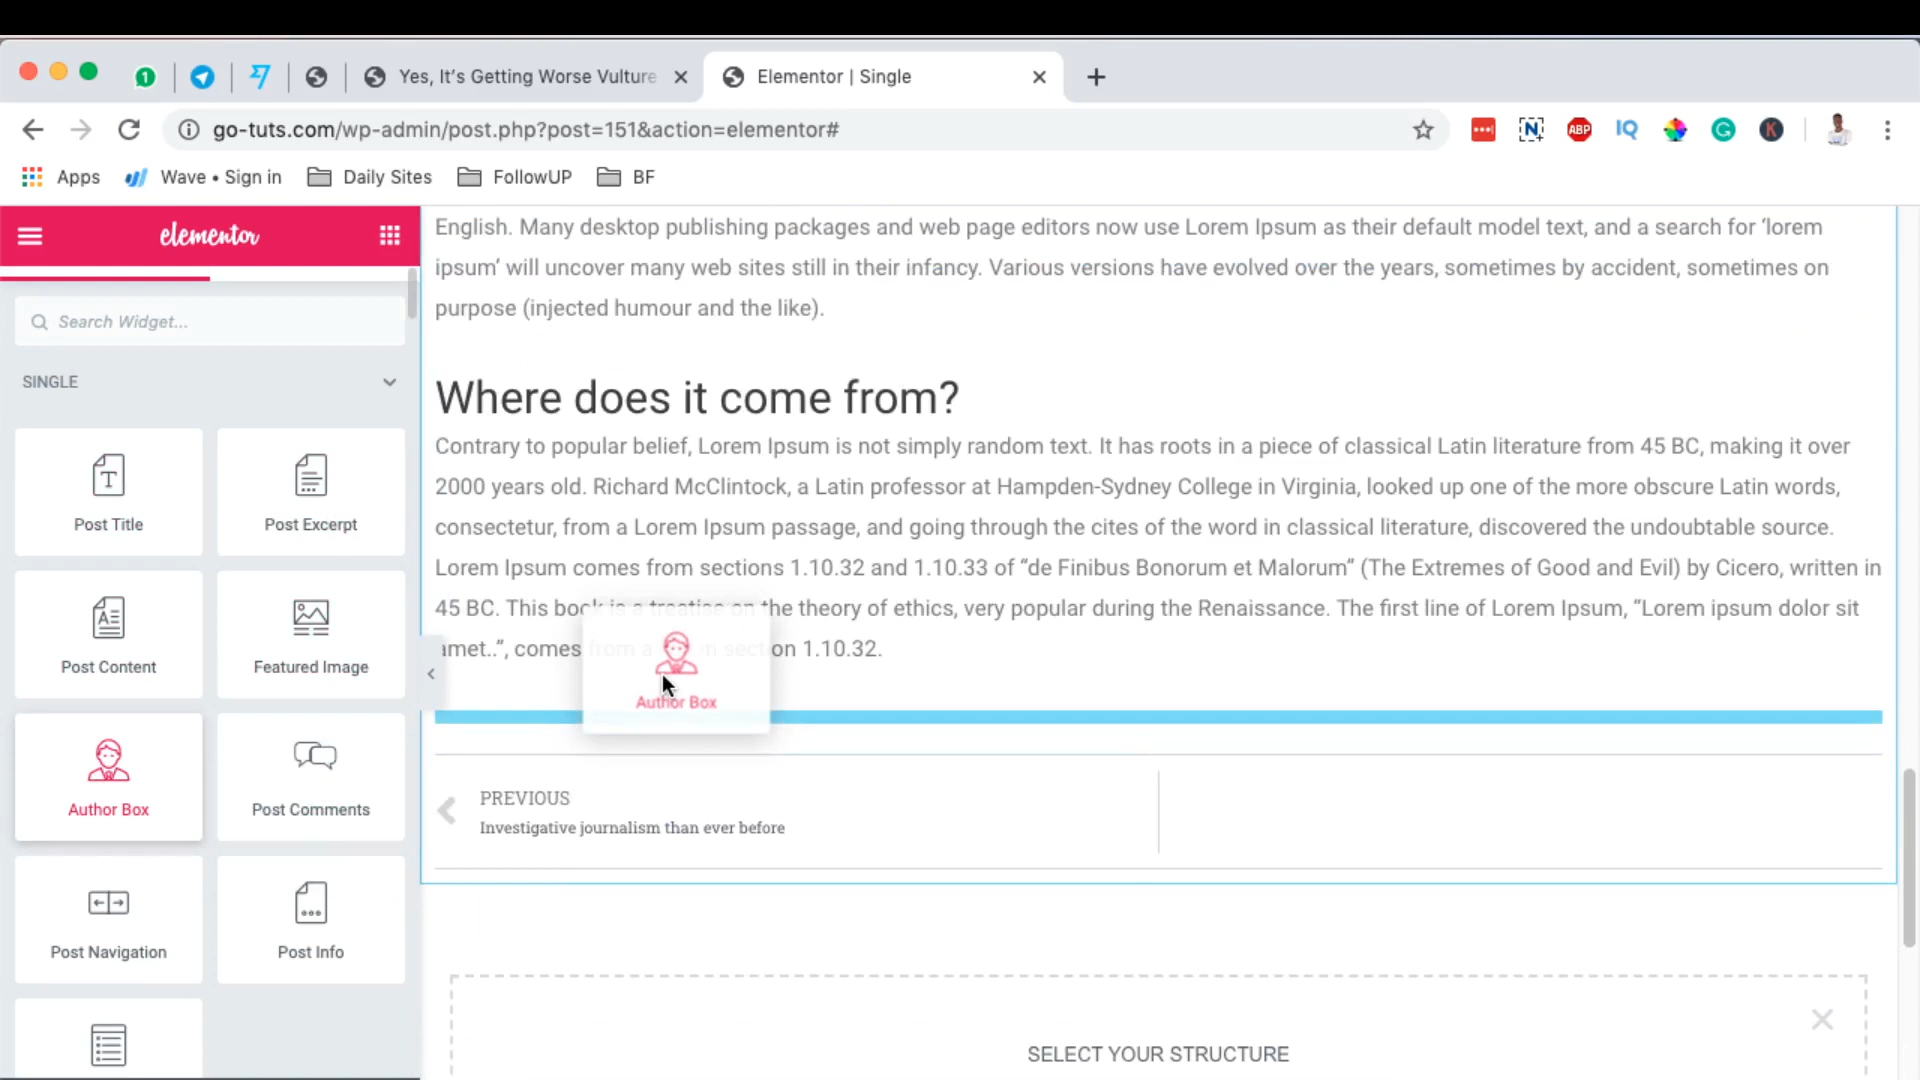 1
Yes, It's Getting Worse Vulture
Elementor | Single
go-tuts.com/wp-admin/post.php?post=151&action=elementor#
ABP
IQ
G
K
Apps
Wave • Sign in
Daily Sites
FollowUP
BF
elementor
Search Widget...
SINGLE
Post Title
Post Excerpt
Post Content
Featured Image
Author Box
Post Comments
Post Navigation
Post Info
English. Many desktop publishing packages and web page editors now use Lorem Ipsum as their default model text, and a search for ‘lorem
ipsum’ will uncover many web sites still in their infancy. Various versions have evolved over the years, sometimes by accident, sometimes on
purpose (injected humour and the like).
Where does it come from?
Contrary to popular belief, Lorem Ipsum is not simply random text. It has roots in a piece of classical Latin literature from 45 BC, making it over
2000 years old. Richard McClintock, a Latin professor at Hampden-Sydney College in Virginia, looked up one of the more obscure Latin words,
consectetur, from a Lorem Ipsum passage, and going through the cites of the word in classical literature, discovered the undoubtable source.
Lorem Ipsum comes from sections 1.10.32 and 1.10.33 of “de Finibus Bonorum et Malorum” (The Extremes of Good and Evil) by Cicero, written in
45 BC. This book is a treatise on the theory of ethics, very popular during the Renaissance. The first line of Lorem Ipsum, “Lorem ipsum dolor sit
amet..”, comes from a in section 1.10.32.
Author Box
PREVIOUS
Investigative journalism than ever before
SELECT YOUR STRUCTURE